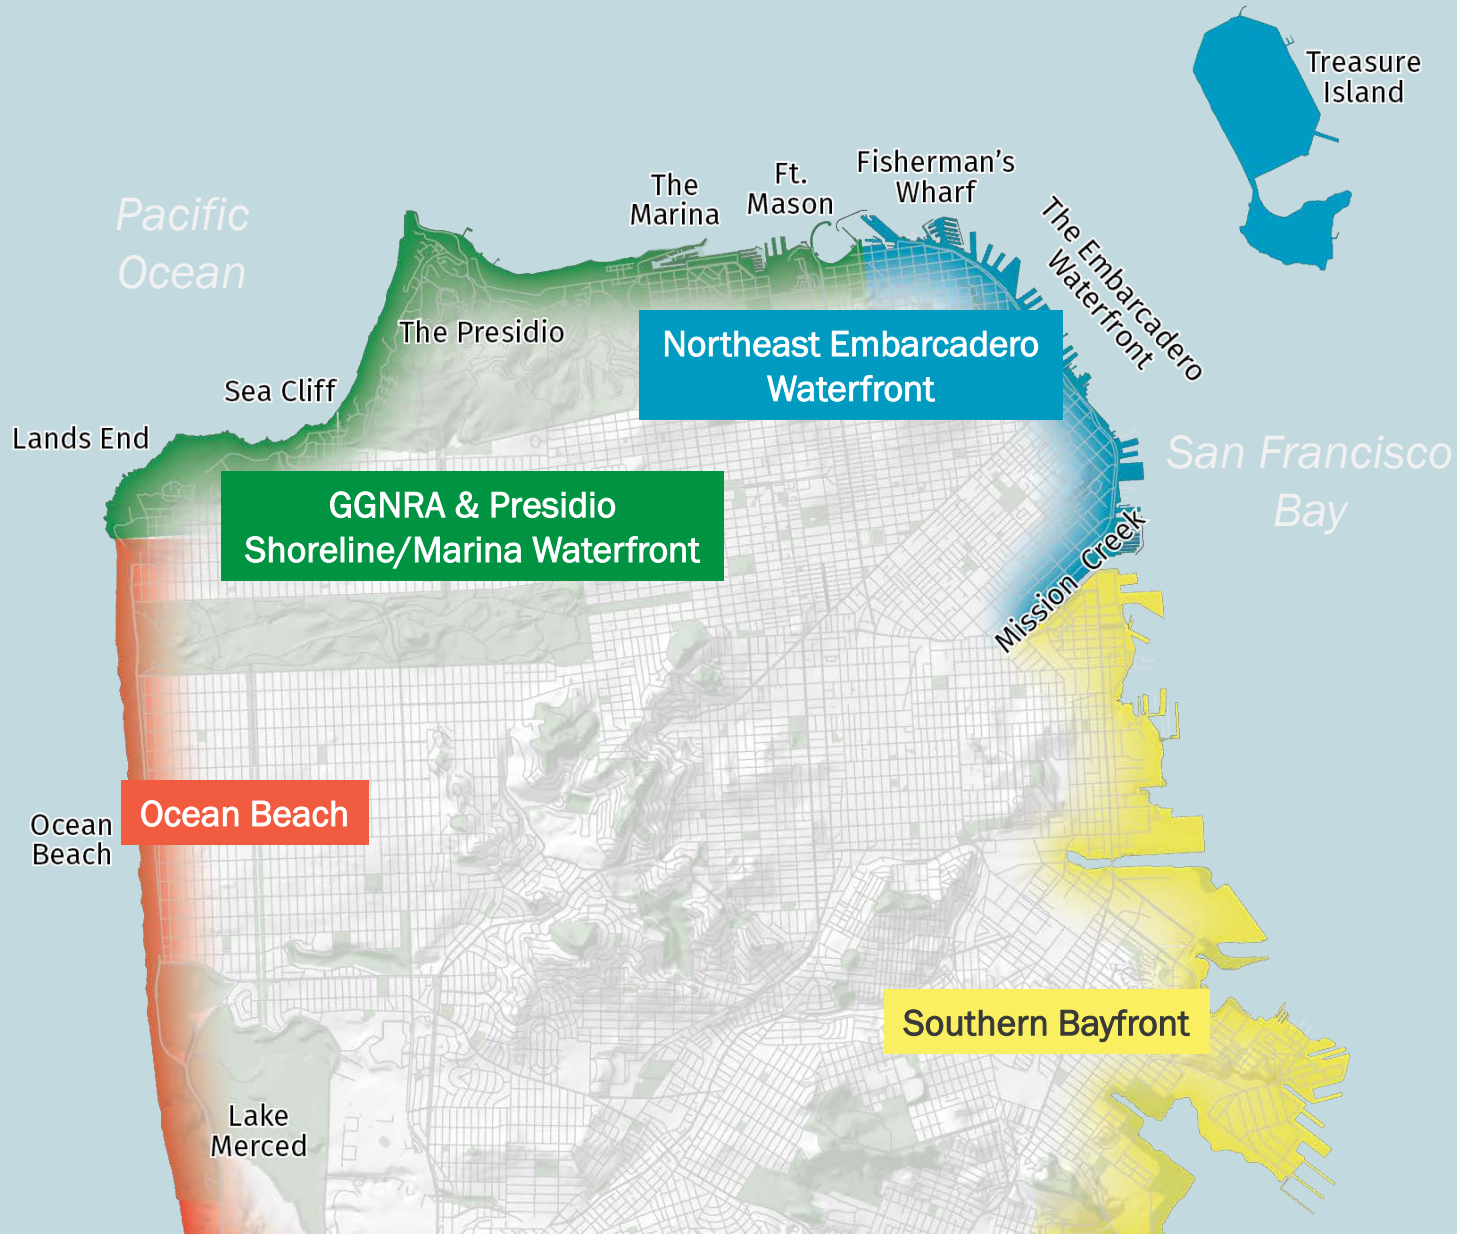 Treasure
Island
Fisherman's
Wharf
Ft.
Mason
The
Marina
Pacific
Ocean
The Embarcadero
Waterfront
The Presidio
Northeast Embarcadero
Waterfront
Sea Cliff
Lands End
San Francisco
Bay
GGNRA & Presidio
Shoreline/Marina Waterfront
Mission Creek
Ocean Beach
Ocean
Beach
Southern Bayfront
Lake
Merced